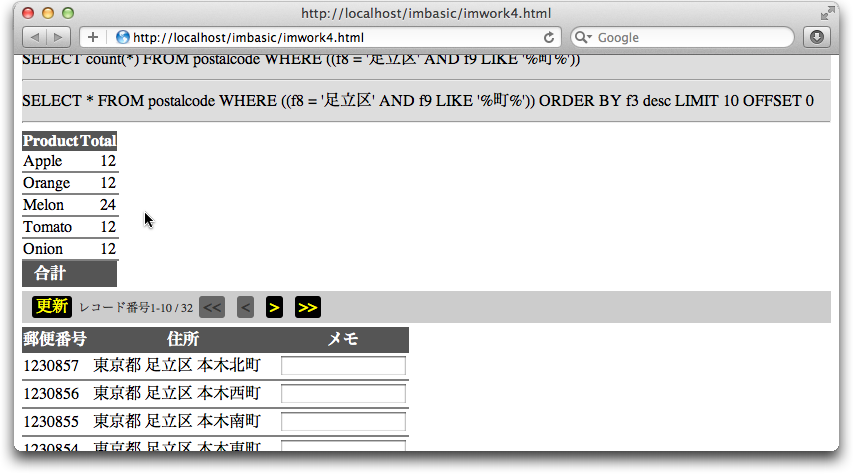 http://localhost/imbasic/imwork4.html
http://localhost/imbasic/imwork4.html
Google
SELECT count(*) FROM postalcode WHERE ((f8 = '足立区' AND f9 LIKE '%町%'))
SELECT * FROM postalcode WHERE ((f8 = '足立区' AND f9 LIKE '%町%')) ORDER BY f3 desc LIMIT 10 OFFSET 0
Product Total
Apple 12
Orange 12
Melon 24
Tomato 12
Onion 12
合計
更新 レコード番号1-10 / 32 << < > >>
郵便番号 住所 メモ
1230857 東京都 足立区 本木北町
1230856 東京都 足立区 本木西町
1230855 東京都 足立区 本木南町
1230854 東京都 足立区 本木東町